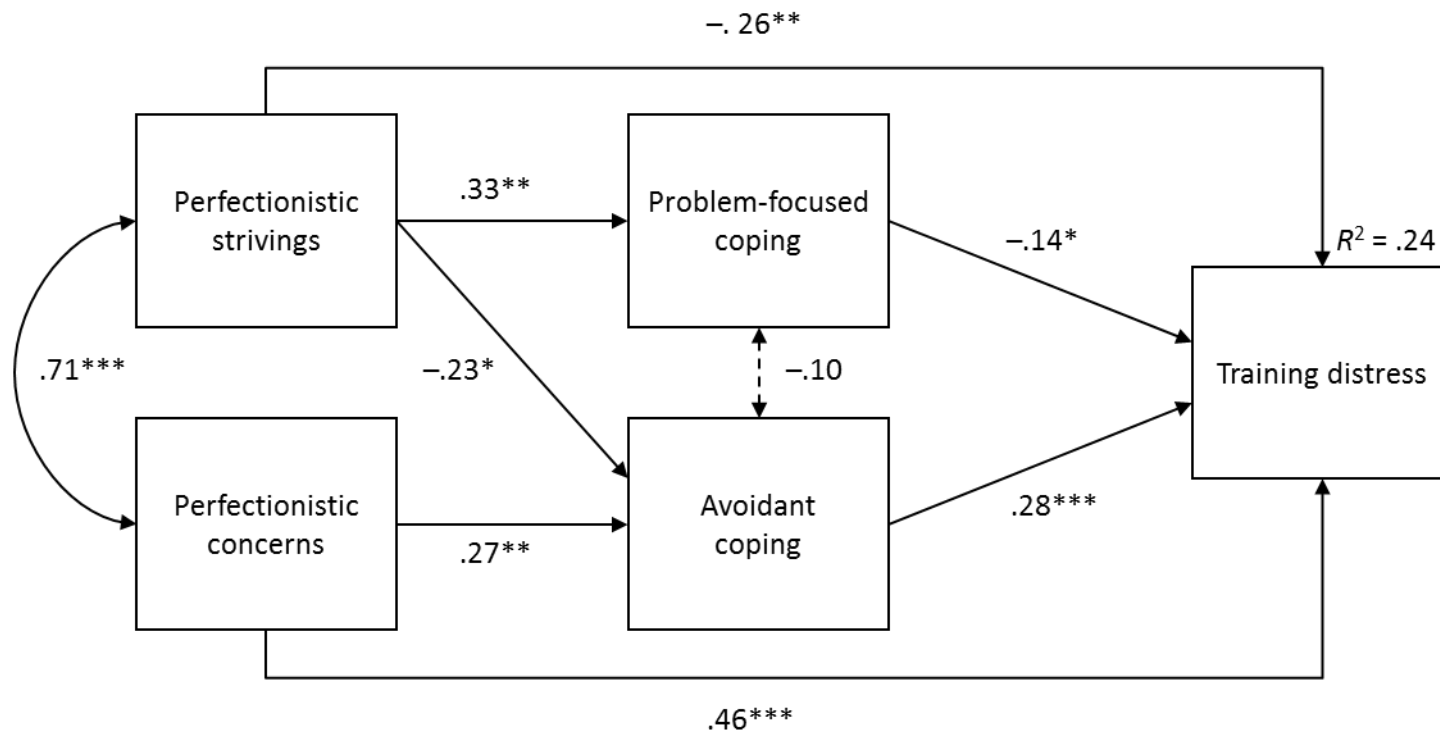 –. 26**
Perfectionistic
strivings
.33**
Problem-focused
coping
–.14*
R² = .24
.71***
–.23*
–.10
Training distress
Perfectionistic
concerns
.27**
Avoidant
coping
.28***
.46***